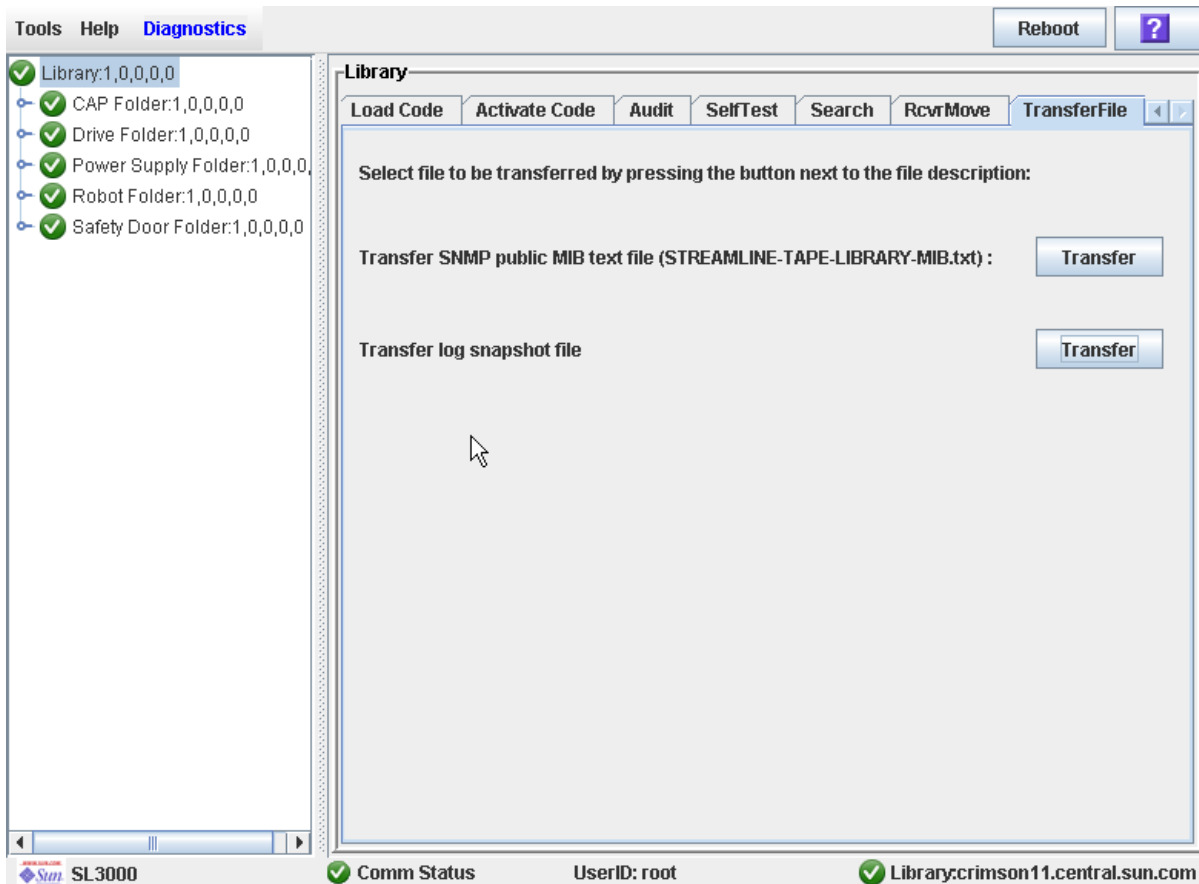 Tools Help Diagnostics Reboot ?
Library:1,0,0,0,0
CAP Folder:1,0,0,0,0
Drive Folder:1,0,0,0,0
Power Supply Folder:1,0,0,0,
Robot Folder:1,0,0,0,0
Safety Door Folder:1,0,0,0,0
Library
Load Code Activate Code Audit SelfTest Search RcvrMove TransferFile
Select file to be transferred by pressing the button next to the file description:
Transfer SNMP public MIB text file (STREAMLINE-TAPE-LIBRARY-MIB.txt) : Transfer
Transfer log snapshot file Transfer
Sun SL3000 Comm Status UserID: root Library:crimson11.central.sun.com